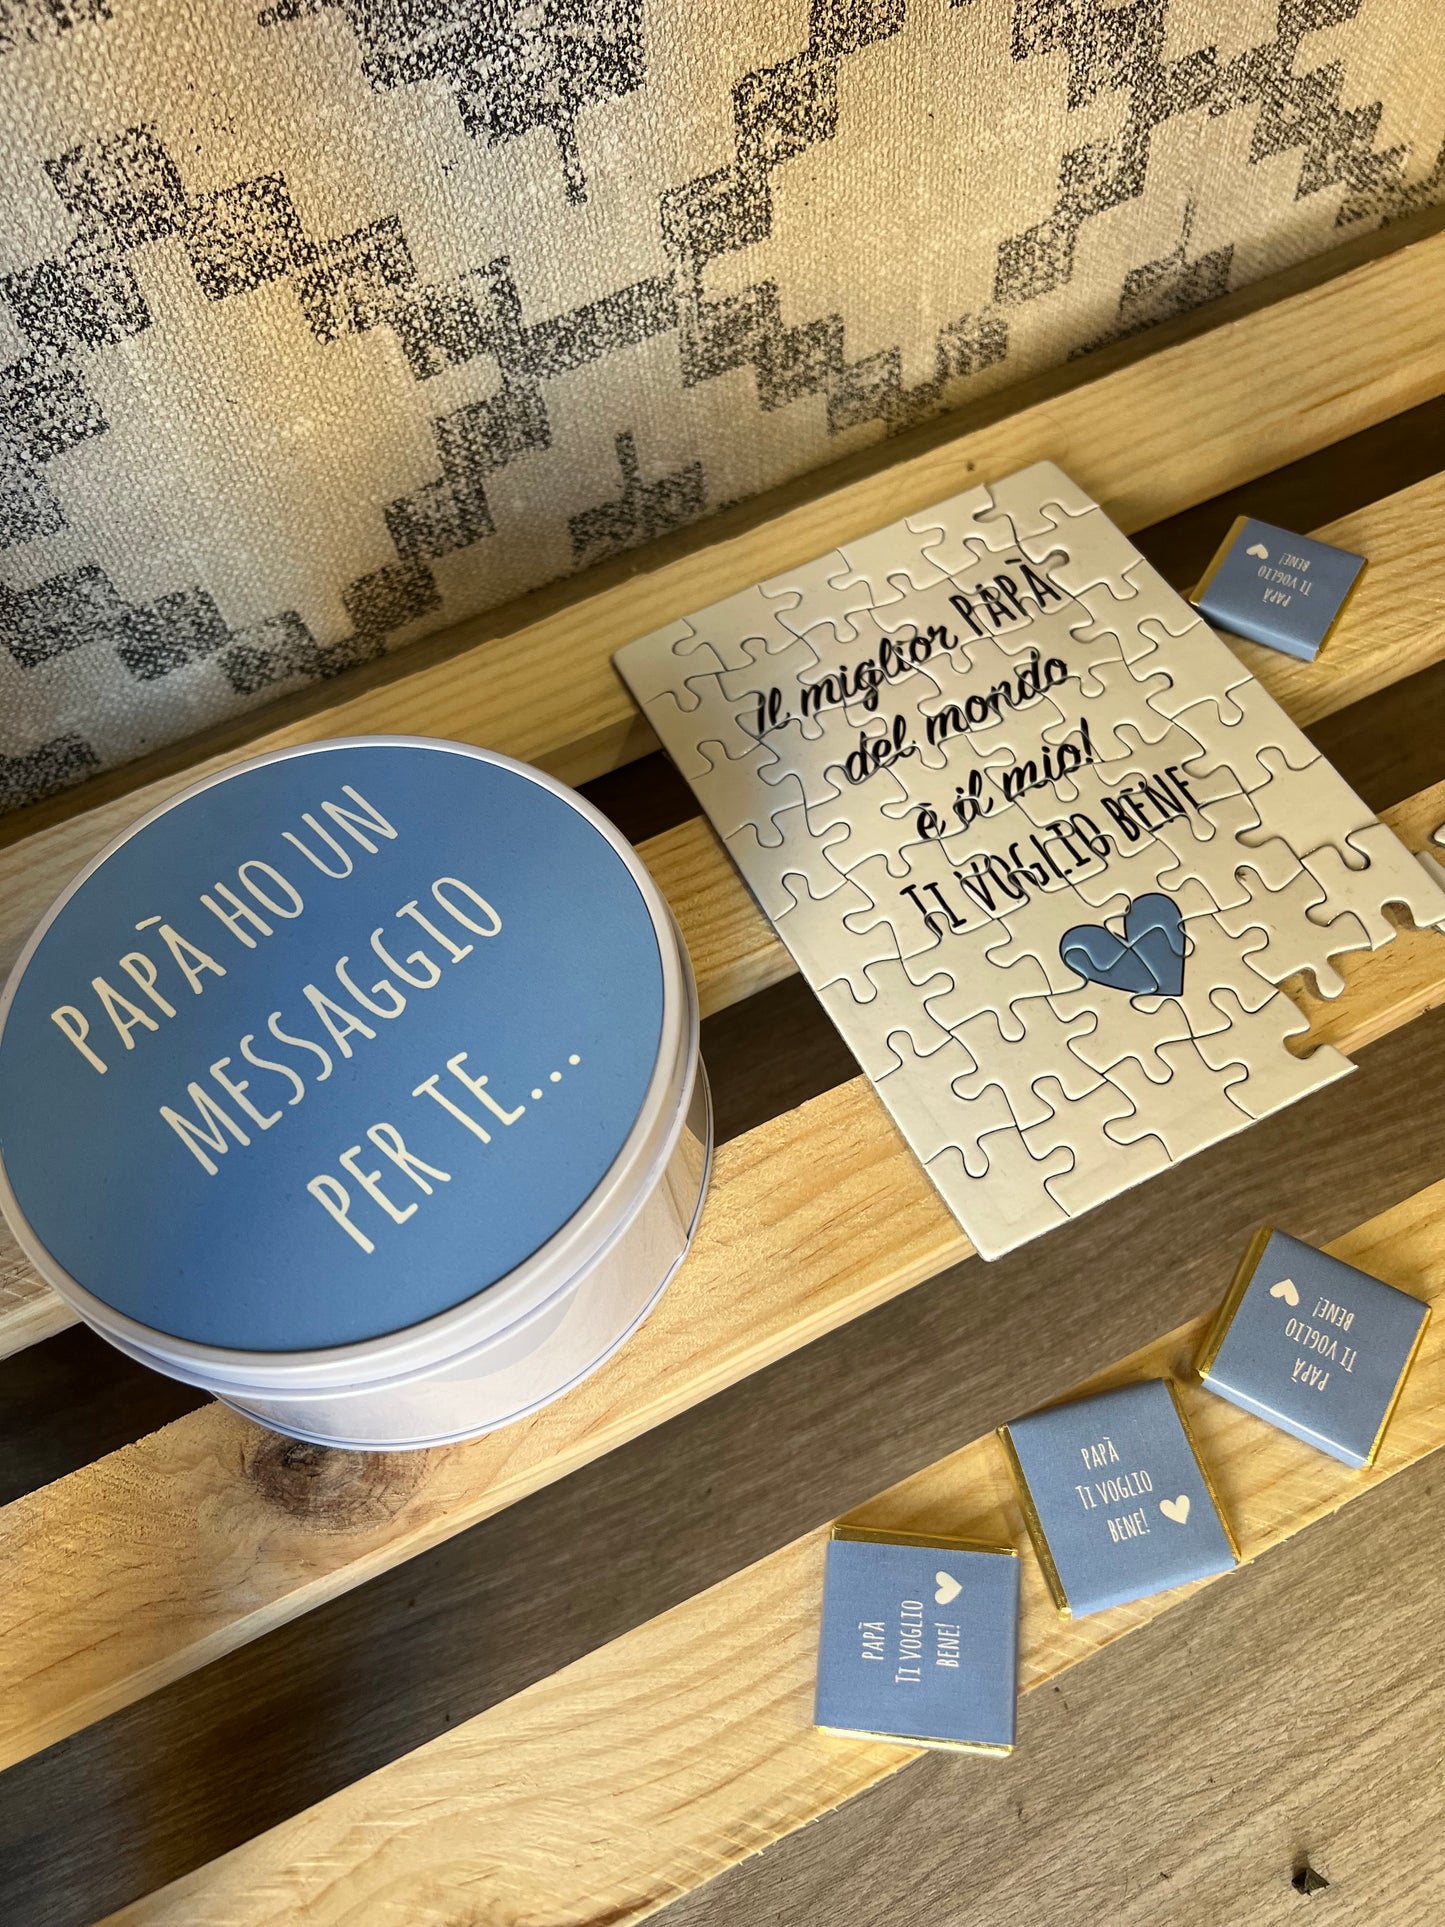 PAPÀ HO UN
MESSAGGIO
PER TE...
il miglior PAPÀ
del mondo
è il mio!
TI VOGLIO BENE
PAPÀ
TI VOGLIO
BENE!
PAPÀ
TI VOGLIO
BENE!
PAPÀ
TI VOGLIO
BENE!
PAPÀ
TI VOGLIO
BENE!